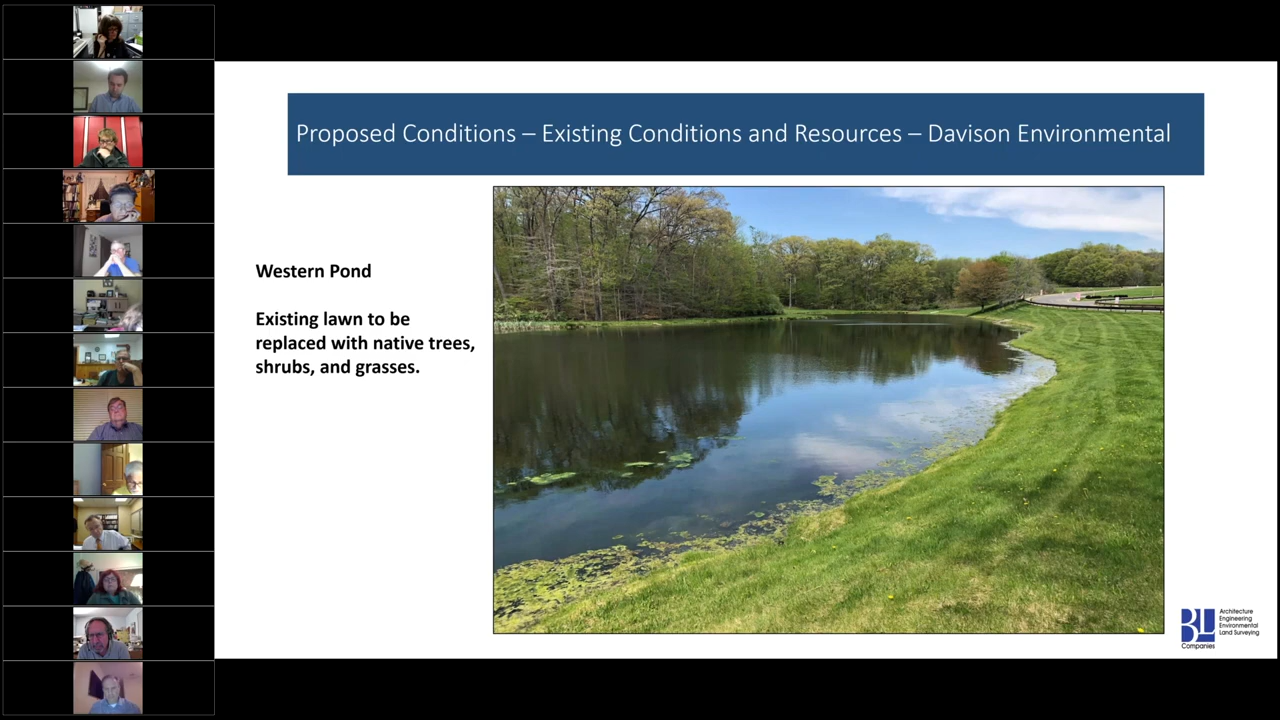 Proposed Conditions – Existing Conditions and Resources – Davison Environmental
Western Pond
Existing lawn to be
replaced with native trees,
shrubs, and grasses.
BL
Companies
Architecture
Engineering
Environmental
Land Surveying